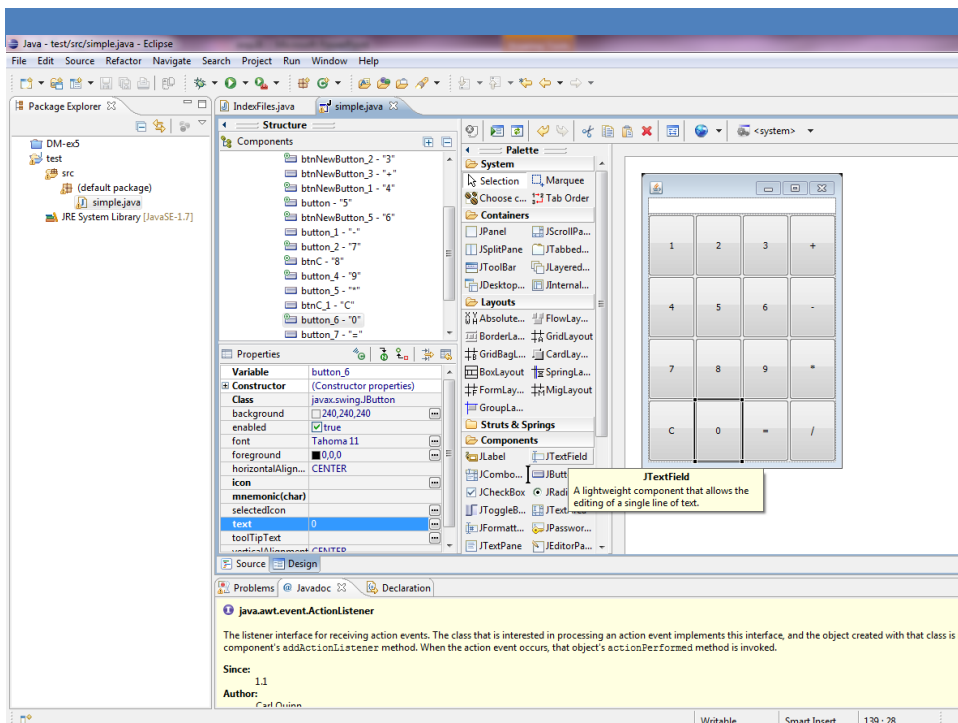 Java - test/src/simple.java - Eclipse
File Edit Source Refactor Navigate Search Project Run Window Help
Package Explorer
DM-ex5
test
src
(default package)
simple.java
JRE System Library [JavaSE-1.7]
IndexFiles.java
simple.java
Structure
Components
btnNewButton_2 - "3"
btnNewButton_3 - "+"
btnNewButton_1 - "4"
button - "5"
btnNewButton_5 - "6"
button_1 - "-"
button_2 - "7"
btnC - "8"
button_4 - "9"
button_5 - "*"
btnC_1 - "C"
button_6 - "0"
button_7 - "="
Properties
Variable button_6
Constructor (Constructor properties)
Class javax.swing.JButton
background 240,240,240
enabled true
font Tahoma 11
foreground 0,0,0
horizontalAlign... CENTER
icon
mnemonic(char)
selectedIcon
text 0
toolTipText
verticalAlignment CENTER
Source Design
<system>
Palette
System
Selection Marquee
Choose c... Tab Order
Containers
JPanel JScrollPa...
JSplitPane JTabbed...
JToolBar JLayered...
JDesktop... JInternal...
Layouts
Absolute... FlowLay...
BorderLa... GridLayout
GridBagL... CardLay...
BoxLayout SpringLa...
FormLay... MigLayout
GroupLa...
Struts & Springs
Components
JLabel JTextField
JCombo... JButt
JCheckBox JRadi
JToggleB... JTextArea
JFormatt... JPasswor...
JTextPane JEditorPa...
1 2 3 +
4 5 6 -
7 8 9 *
C 0 = /
JTextField
A lightweight component that allows the
editing of a single line of text.
Problems @ Javadoc Declaration
java.awt.event.ActionListener
The listener interface for receiving action events. The class that is interested in processing an action event implements this interface, and the object created with that class is
component's addActionListener method. When the action event occurs, that object's actionPerformed method is invoked.
Since:
1.1
Author:
Carl Quinn
Writable Smart Insert 139 : 28